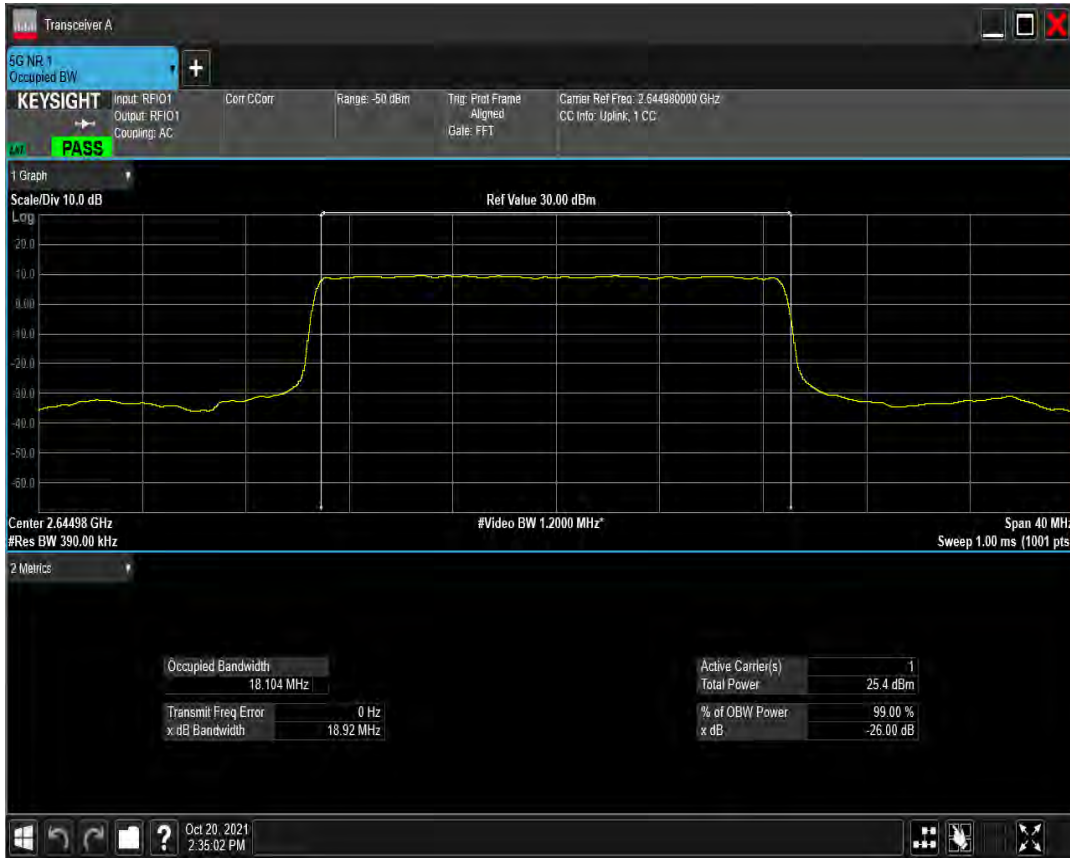 Transceiver A
5G NR 1
Occupied BW
KEYSIGHT
PASS
Input: RFIO1
Output: RFIO1
Coupling: AC
Corr CCorr
Range: -50 dBm
Trig: Prot Frame
Aligned
Gate: FFT
Carrier Ref Freq: 2.644980000 GHz
CC Info: Uplink, 1 CC
1 Graph
Scale/Div 10.0 dB
Ref Value 30.00 dBm
Log
20.0
10.0
0.00
-10.0
-20.0
-30.0
-40.0
-50.0
-60.0
Center 2.64498 GHz
#Video BW 1.2000 MHz*
Span 40 MHz
#Res BW 390.00 kHz
Sweep 1.00 ms (1001 pts
2 Metrics
Occupied Bandwidth
18.104 MHz
Transmit Freq Error 0 Hz
x dB Bandwidth 18.92 MHz
Active Carrier(s) 1
Total Power 25.4 dBm
% of OBW Power 99.00 %
x dB -26.00 dB
?
Oct 20, 2021
2:35:02 PM